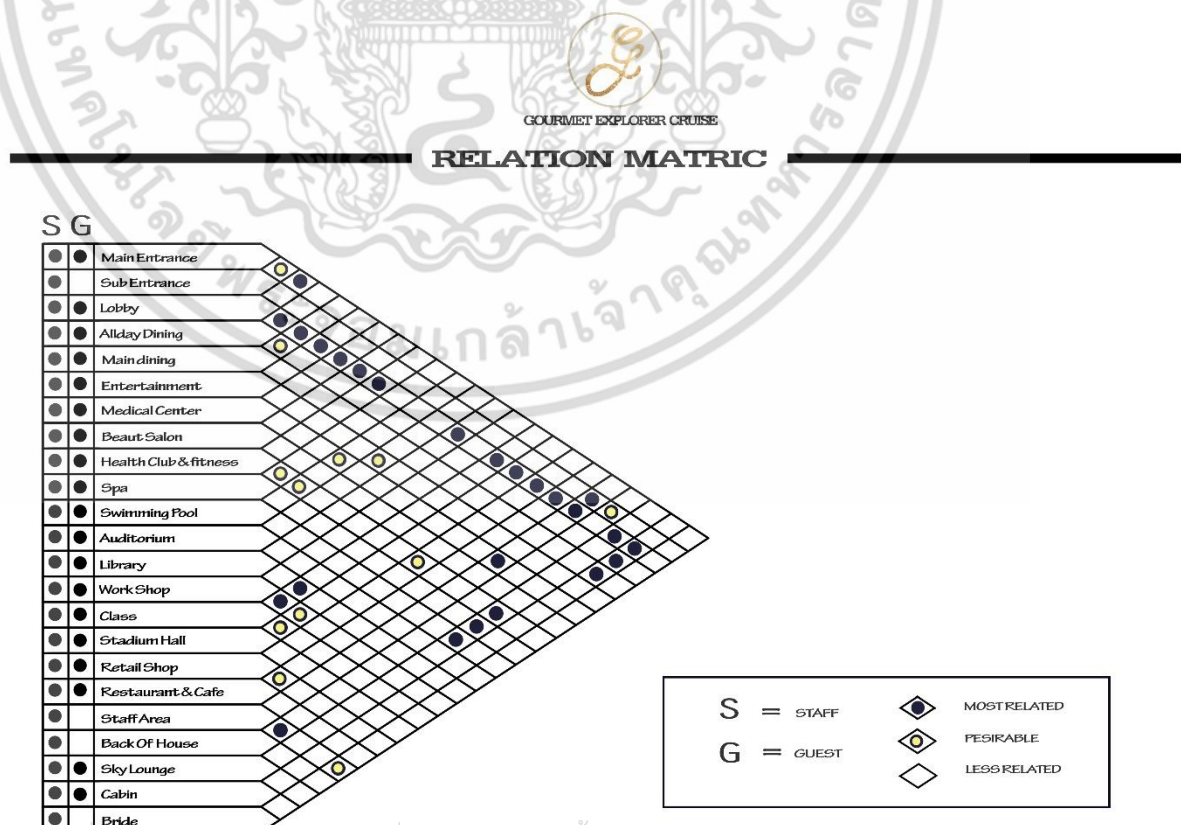 GOURMET EXPLORER CRUISE
RELATION MATRIC
S G
Main Entrance
Sub Entrance
Lobby
Allday Dining
Main dining
Entertainment
Medical Center
Beaut Salon
Health Club & fitness
Spa
Swimming Pool
Auditorium
Library
Work Shop
Class
Stadium Hall
Retail Shop
Restaurant & Cafe
Staff Area
Back Of House
Sky Lounge
Cabin
Bride
S = STAFF
G = GUEST
MOST RELATED
PESIRABLE
LESS RELATED